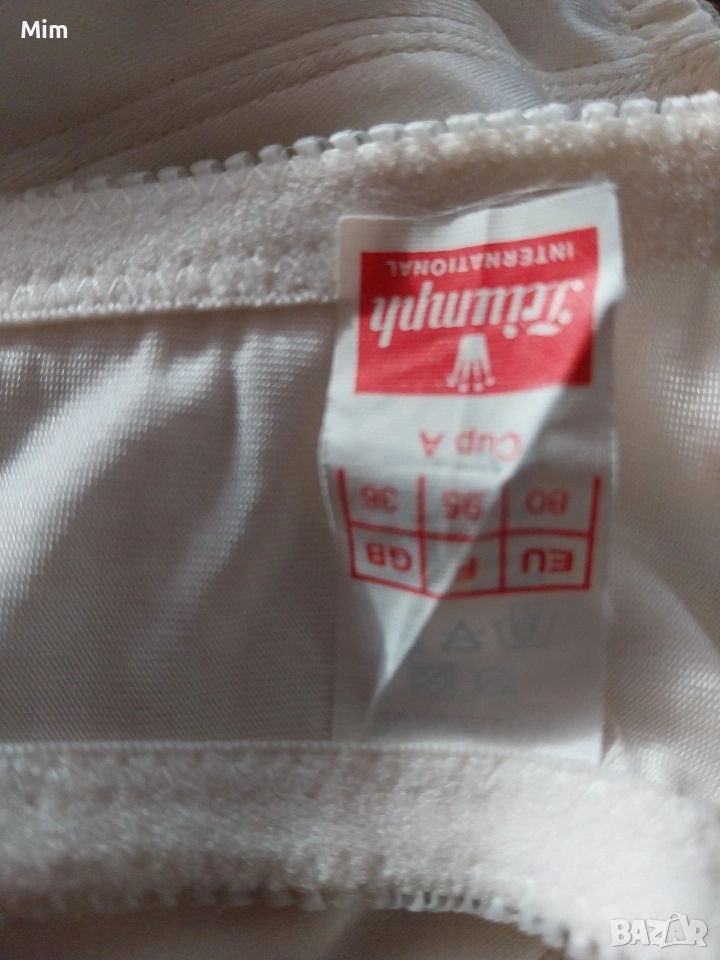 Mim
Triumph
INTERNATIONAL
Cup A
EU F GB
80 95 36
BAZAR